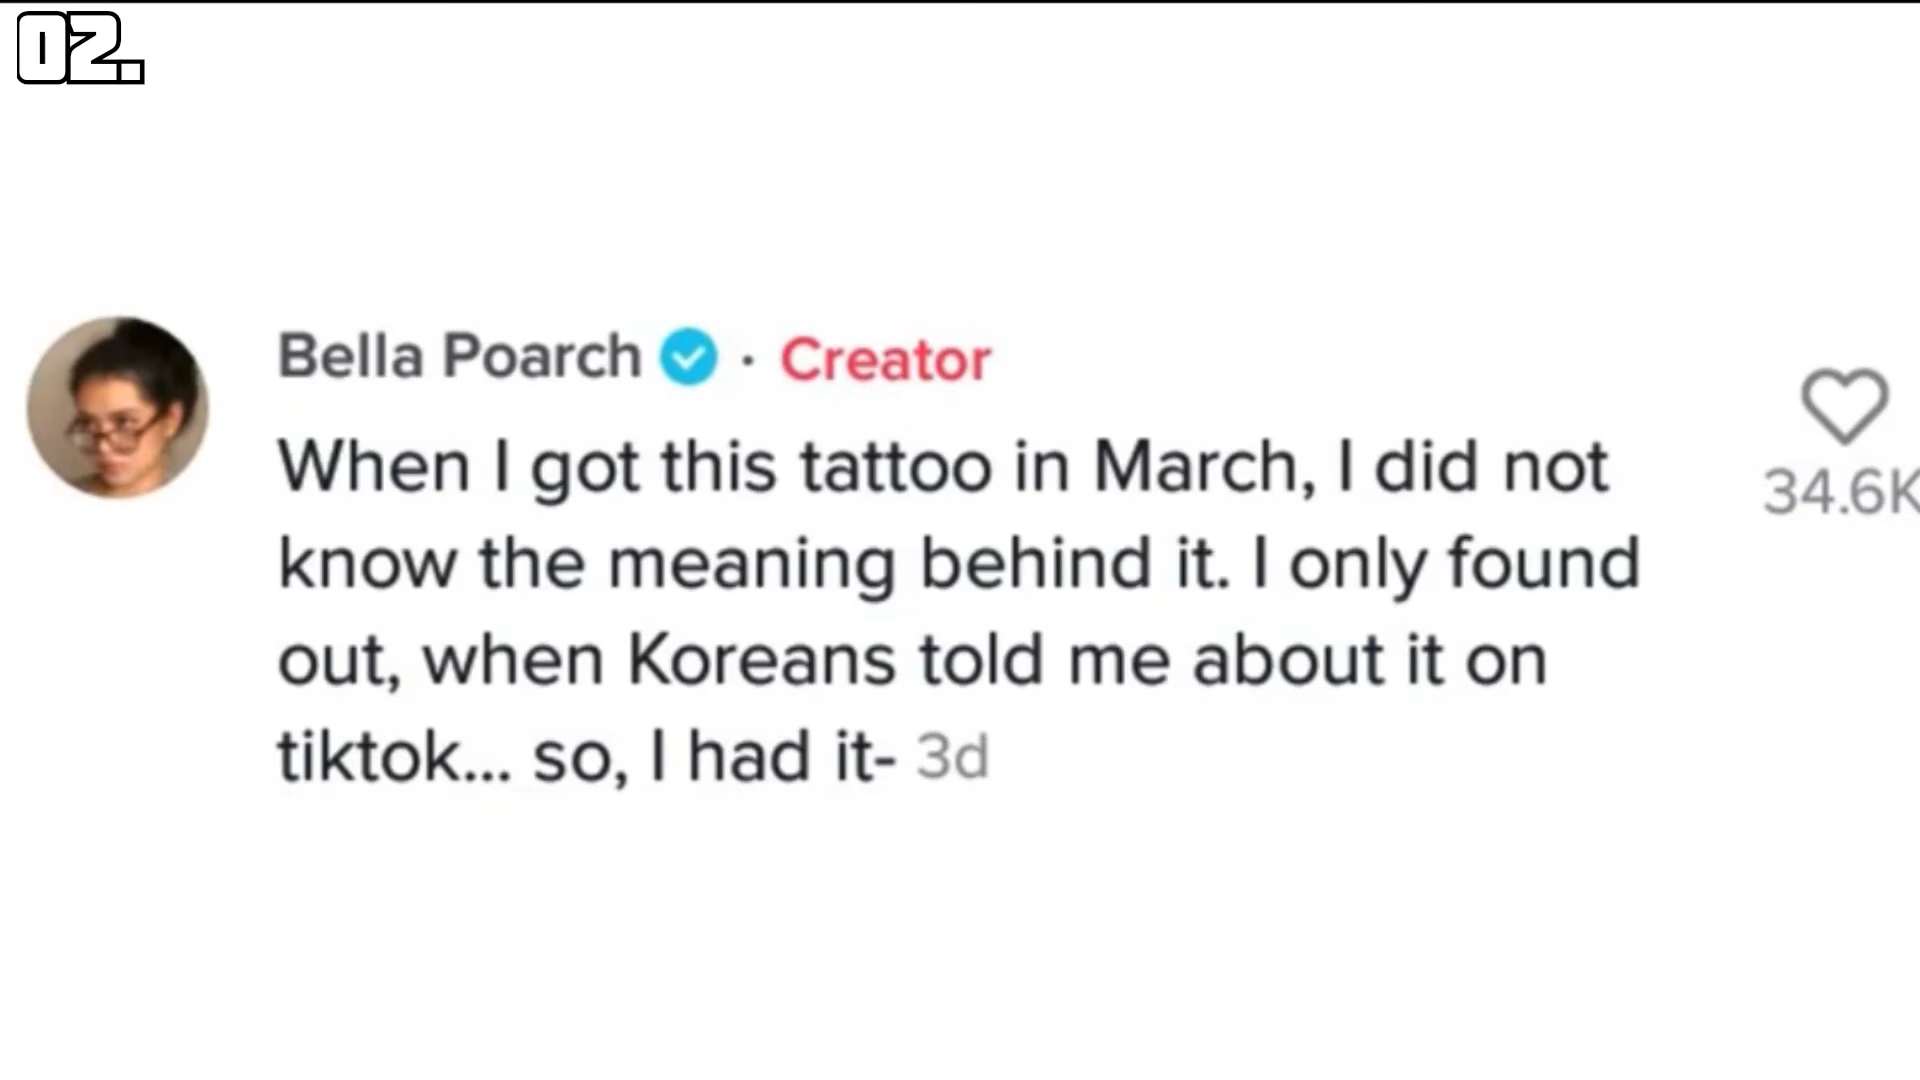 02.
Bella Poarch · Creator
When I got this tattoo in March, I did not
34.6K
know the meaning behind it. I only found
out, when Koreans told me about it on
tiktok... so, I had it- 3d